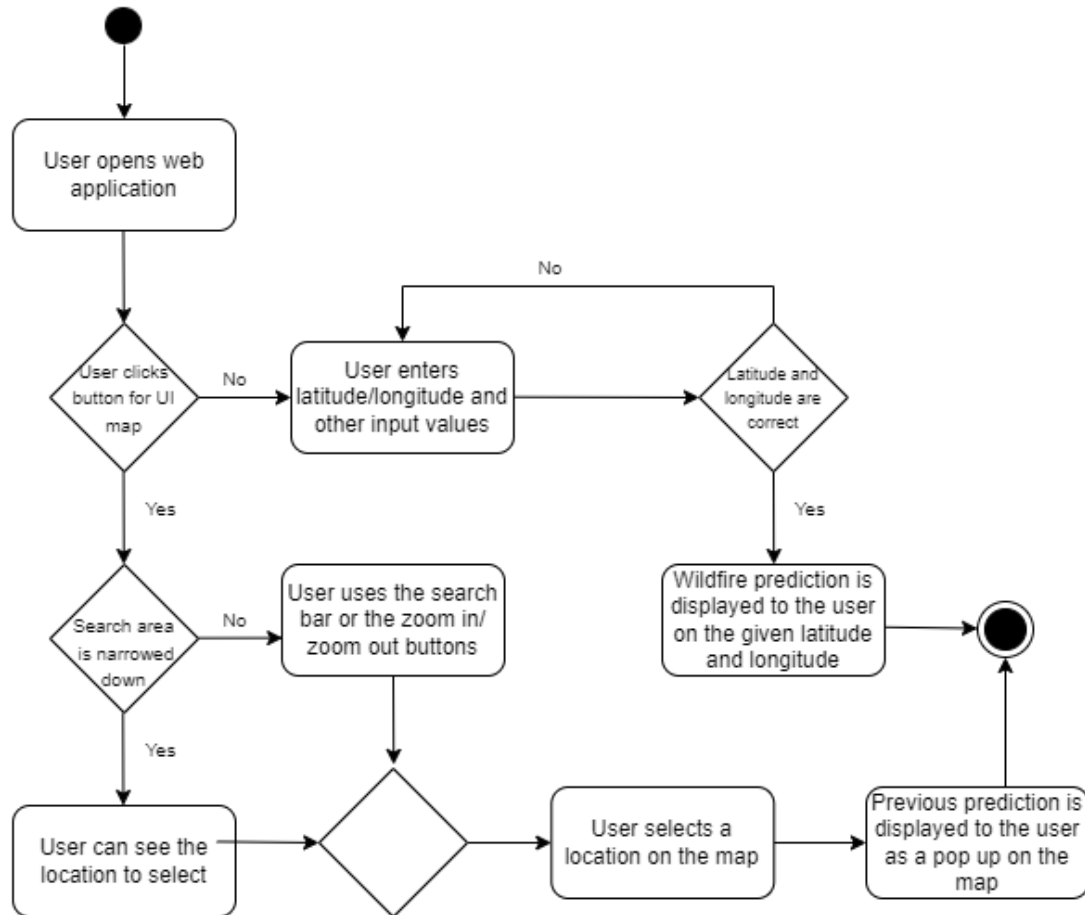 User opens web
application
No
User clicks
button for UI
map
No
User enters
latitude/longitude and
other input values
Latitude and
longitude are
correct
Yes
Yes
Search area
is narrowed
down
No
User uses the search
bar or the zoom in/
zoom out buttons
Wildfire prediction is
displayed to the user
on the given latitude
and longitude
Yes
User can see the
location to select
User selects a
location on the map
Previous prediction is
displayed to the user
as a pop up on the
map